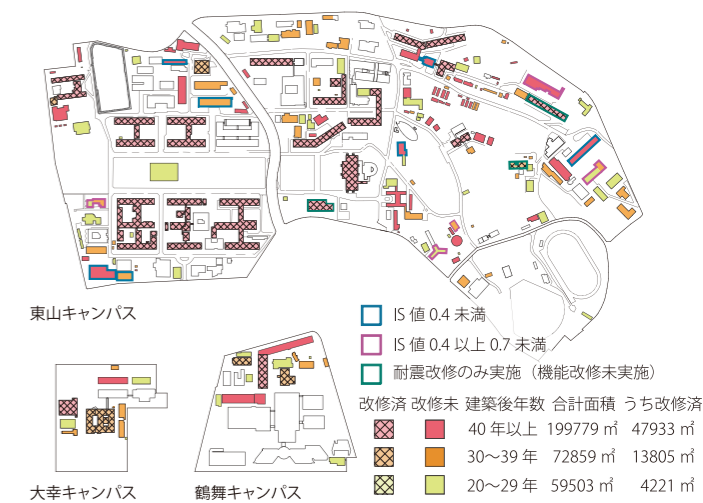 東山キャンパス
IS 値 0.4 未満
IS 値 0.4 以上 0.7 未満
耐震改修のみ実施（機能改修未実施）
改修済 改修未 建築後年数 合計面積 うち改修済
40 年以上 199779 ㎡ 47933 ㎡
30～39 年 72859 ㎡ 13805 ㎡
20～29 年 59503 ㎡ 4221 ㎡
大幸キャンパス
鶴舞キャンパス